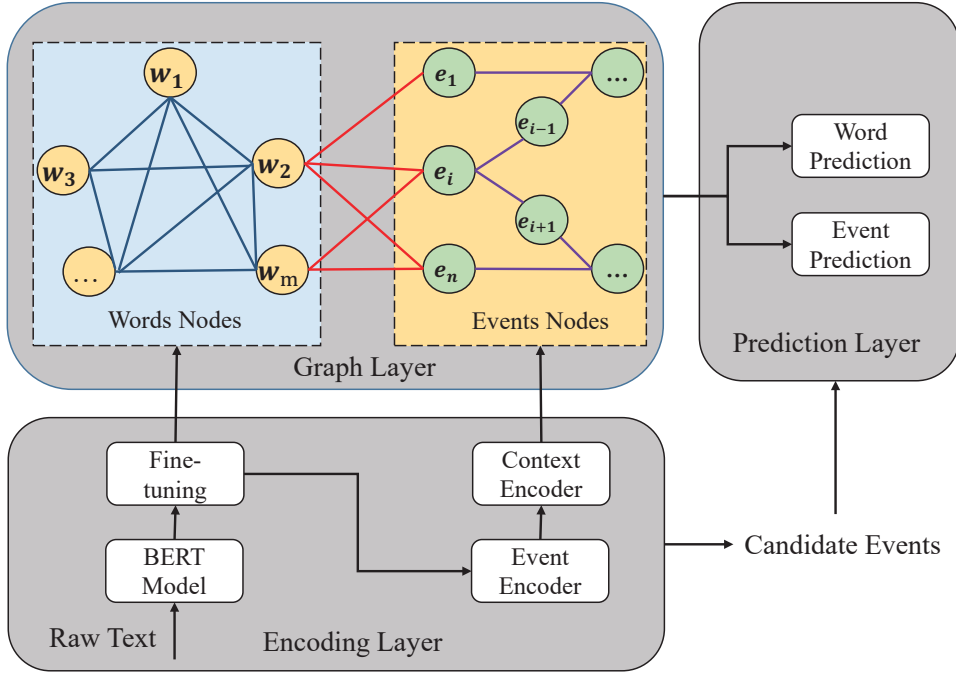 w₁
w₃
w₂
...
wₘ
Words Nodes
e₁
...
eᵢ₋₁
eᵢ
eᵢ₊₁
eₙ
...
Events Nodes
Graph Layer
Word
Prediction
Event
Prediction
Prediction Layer
Fine-
tuning
Context
Encoder
BERT
Model
Event
Encoder
Raw Text
Encoding Layer
Candidate Events